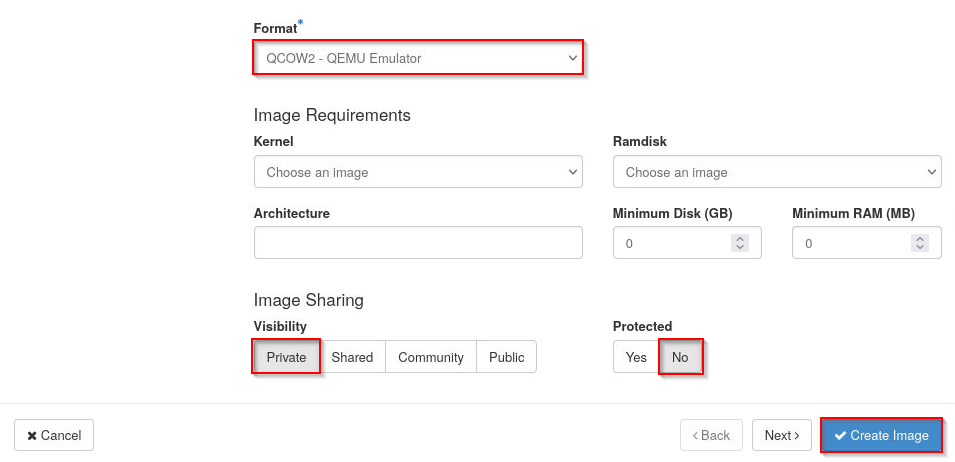 Format*
QCOW2 - QEMU Emulator
Image Requirements
Kernel
Ramdisk
Choose an image
Choose an image
Architecture
Minimum Disk (GB)
Minimum RAM (MB)
0
0
Image Sharing
Visibility
Protected
Private Shared Community Public
Yes No
Cancel
< Back
Next >
Create Image